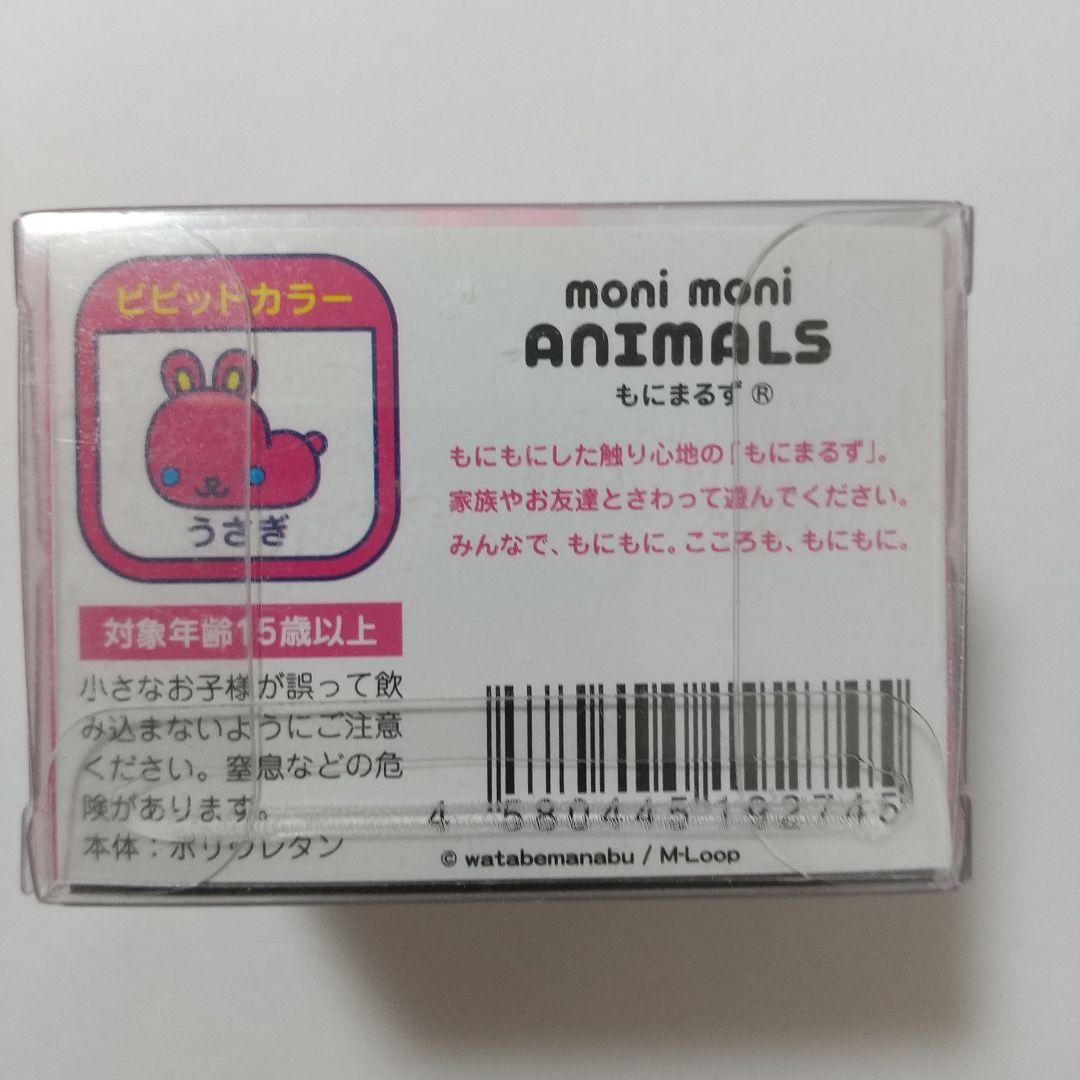 ビビットカラー
うさぎ
対象年齢15歳以上
小さなお子様が誤って飲
み込まないようにご注意
ください。窒息などの危
険があります。
本体：ポリウレタン
moni moni
ANIMALS
もにまるず®
もにもにした触り心地の「もにまるず」。
家族やお友達とさわって遊んでください。
みんなで、もにもに。こころも、もにもに。
4 580445 192745
© watabemanabu / M-Loop